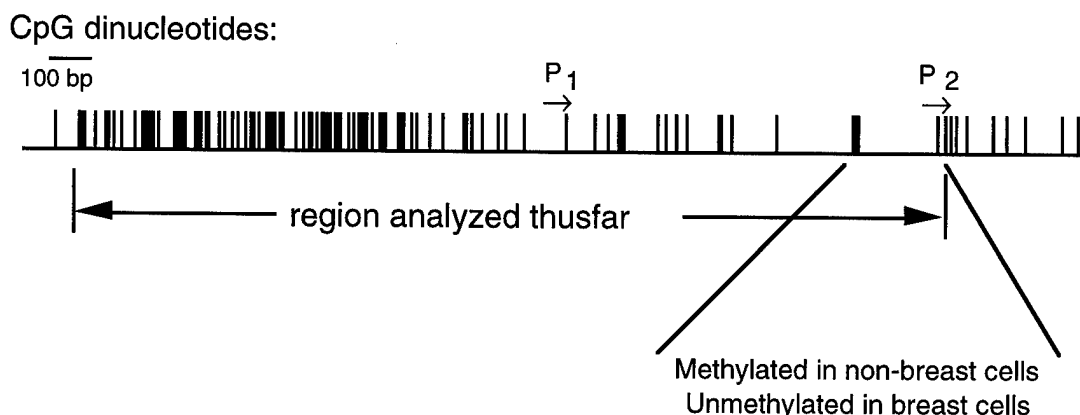 CpG dinucleotides:
100 bp
P1
P2
region analyzed thusfar
Methylated in non-breast cells
Unmethylated in breast cells